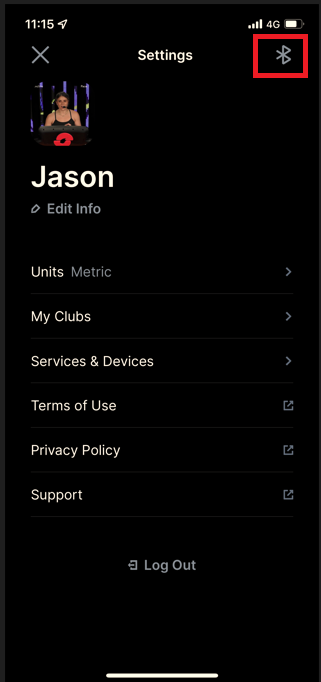 11:15 4G
Settings
Jason
Edit Info
Units Metric
My Clubs
Services & Devices
Terms of Use
Privacy Policy
Support
Log Out